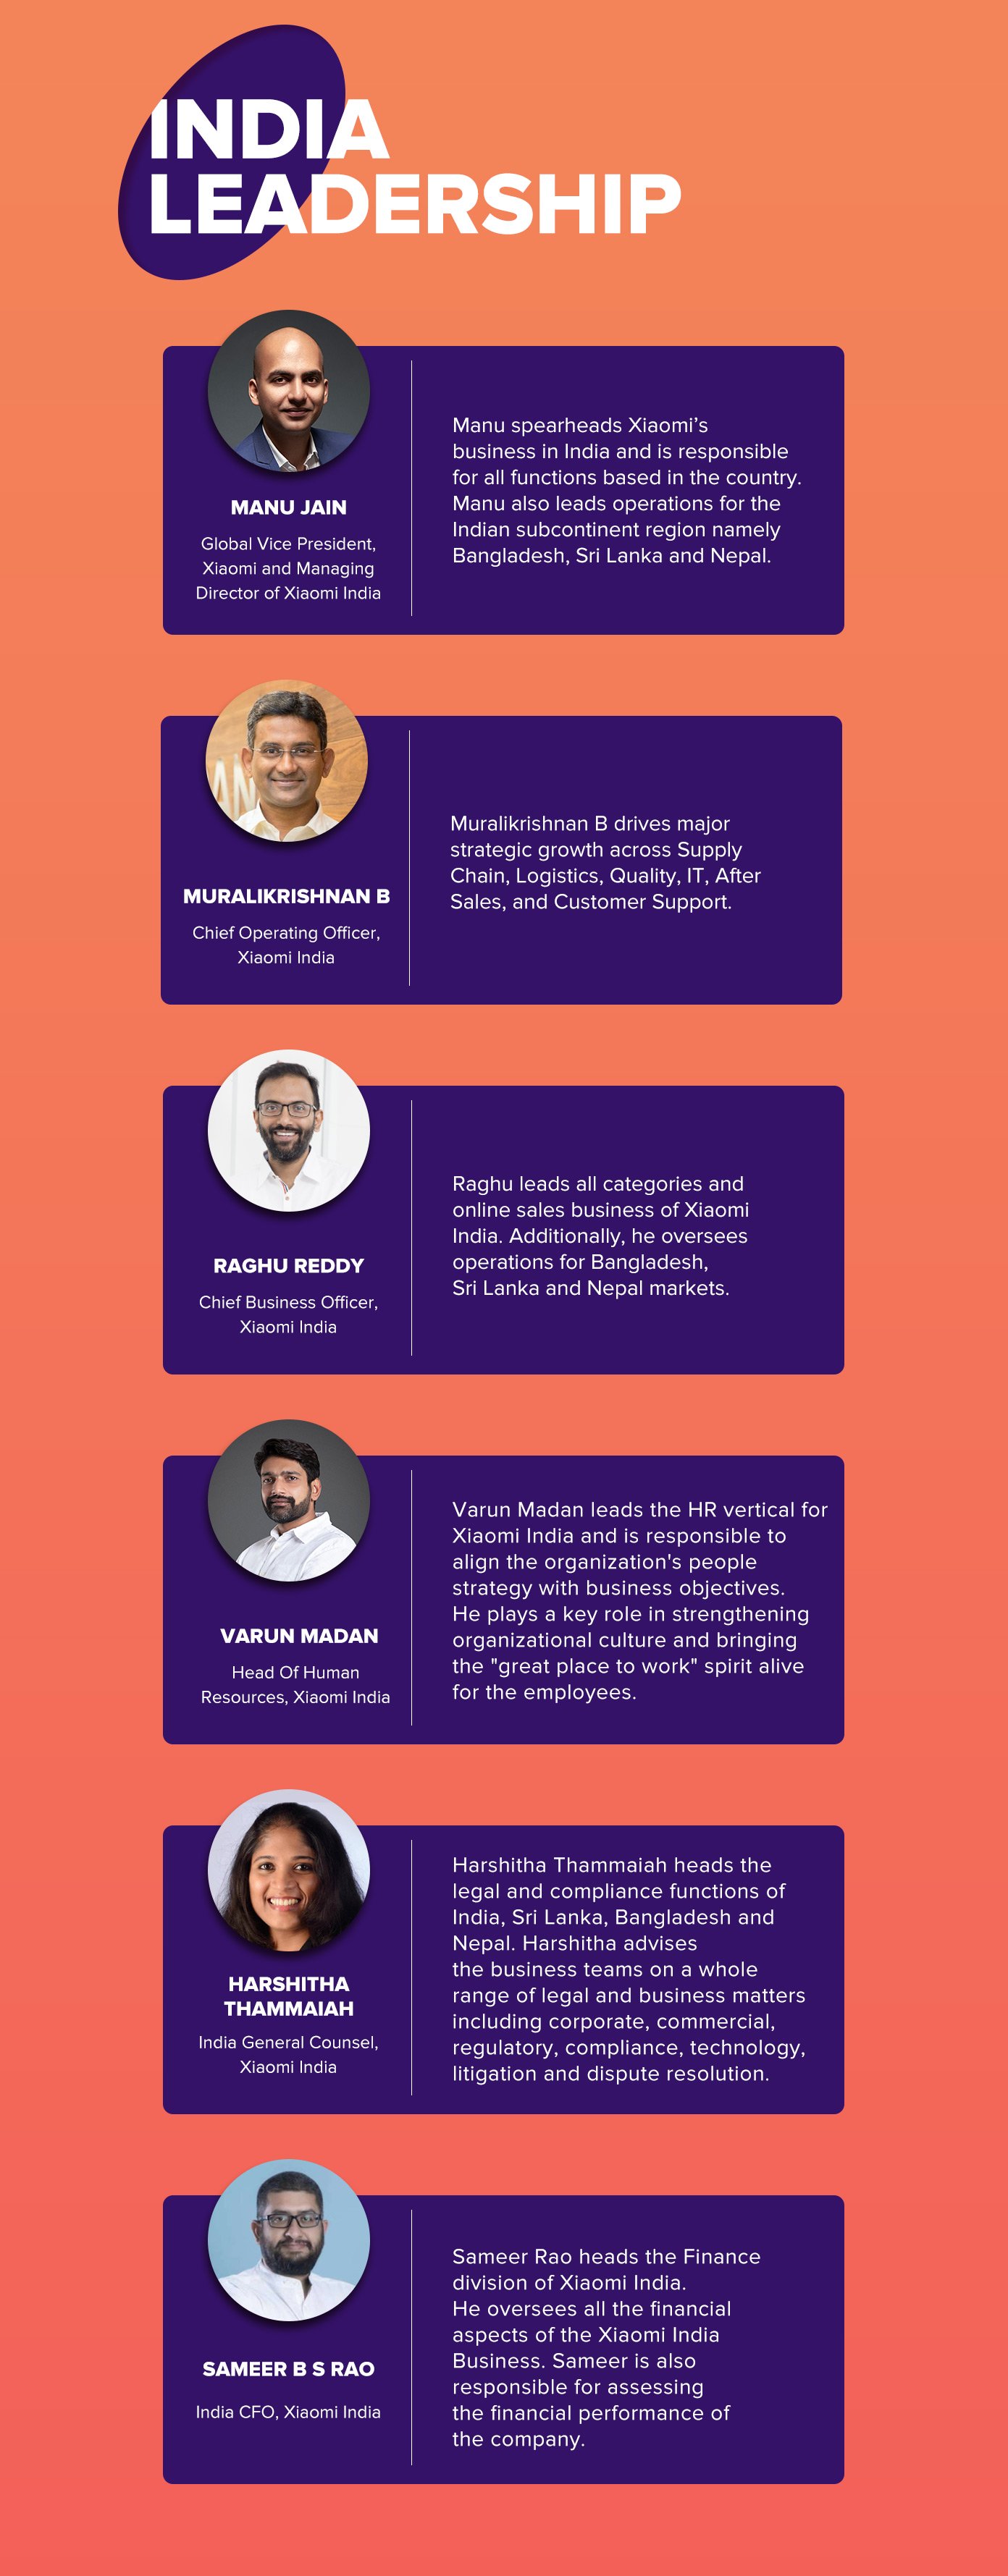 INDIA
LEADERSHIP
MANU JAIN
Global Vice President,
Xiaomi and Managing
Director of Xiaomi India
Manu spearheads Xiaomi’s
business in India and is responsible
for all functions based in the country.
Manu also leads operations for the
Indian subcontinent region namely
Bangladesh, Sri Lanka and Nepal.
MURALIKRISHNAN B
Chief Operating Officer,
Xiaomi India
Muralikrishnan B drives major
strategic growth across Supply
Chain, Logistics, Quality, IT, After
Sales, and Customer Support.
RAGHU REDDY
Chief Business Officer,
Xiaomi India
Raghu leads all categories and
online sales business of Xiaomi
India. Additionally, he oversees
operations for Bangladesh,
Sri Lanka and Nepal markets.
VARUN MADAN
Head Of Human
Resources, Xiaomi India
Varun Madan leads the HR vertical for
Xiaomi India and is responsible to
align the organization's people
strategy with business objectives.
He plays a key role in strengthening
organizational culture and bringing
the "great place to work" spirit alive
for the employees.
HARSHITHA
THAMMAIAH
India General Counsel,
Xiaomi India
Harshitha Thammaiah heads the
legal and compliance functions of
India, Sri Lanka, Bangladesh and
Nepal. Harshitha advises
the business teams on a whole
range of legal and business matters
including corporate, commercial,
regulatory, compliance, technology,
litigation and dispute resolution.
SAMEER B S RAO
India CFO, Xiaomi India
Sameer Rao heads the Finance
division of Xiaomi India.
He oversees all the financial
aspects of the Xiaomi India
Business. Sameer is also
responsible for assessing
the financial performance of
the company.